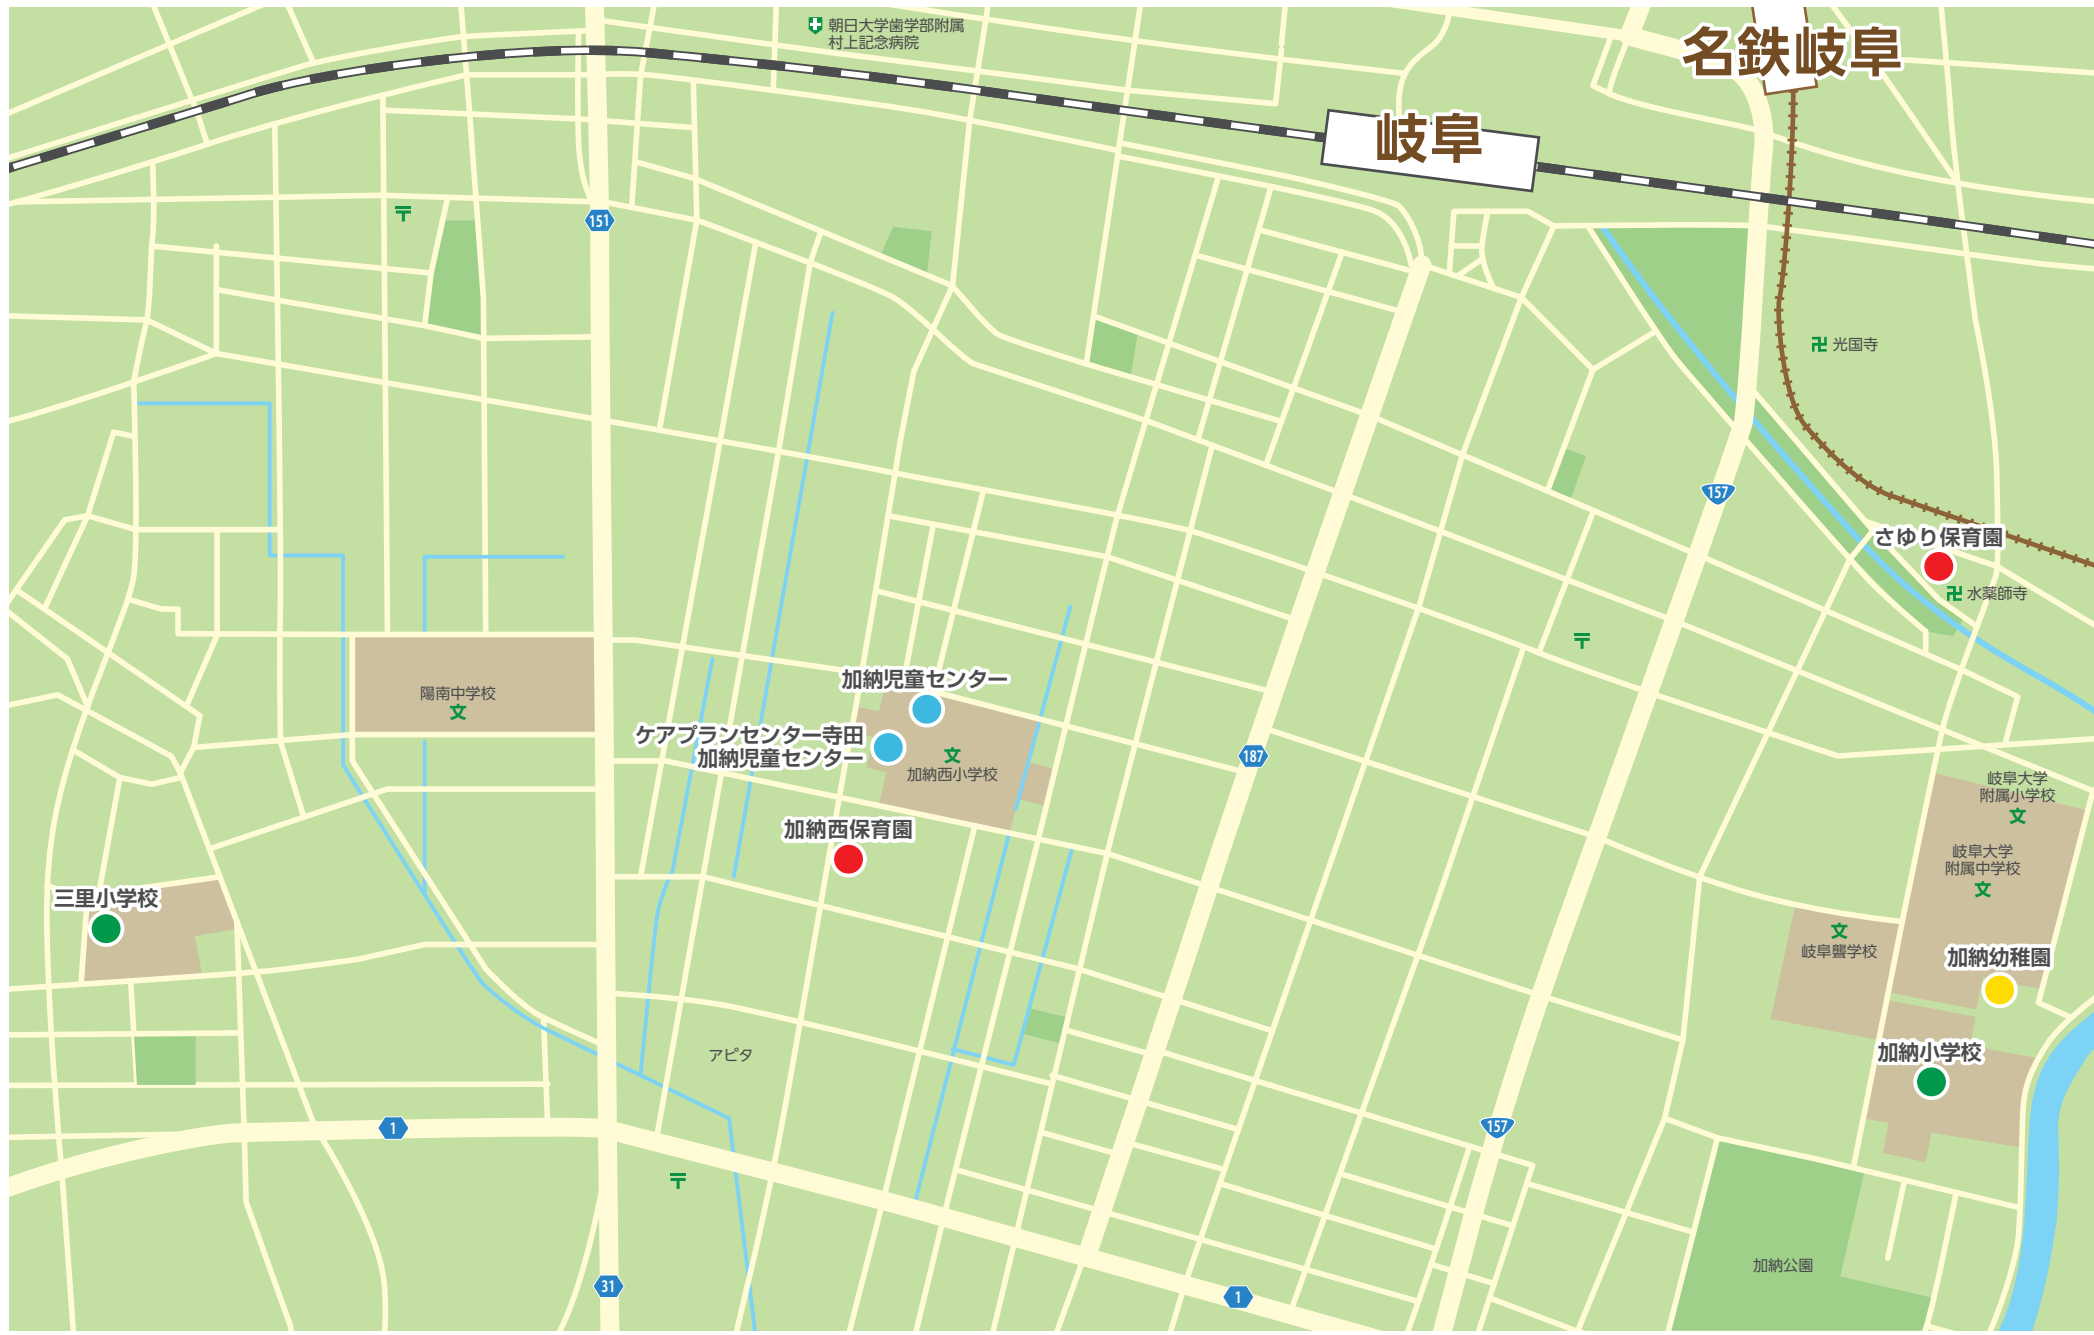 朝日大学歯学部附属
村上記念病院
名鉄岐阜
岐阜
151
光国寺
157
さゆり保育園
水薬師寺
陽南中学校
文
加納児童センター
ケアプランセンター寺田
加納児童センター
文
加納西小学校
187
岐阜大学
附属小学校
文
加納西保育園
岐阜大学
附属中学校
文
三里小学校
文
岐阜聾学校
加納幼稚園
アピタ
加納小学校
1
157
加納公園
31
1